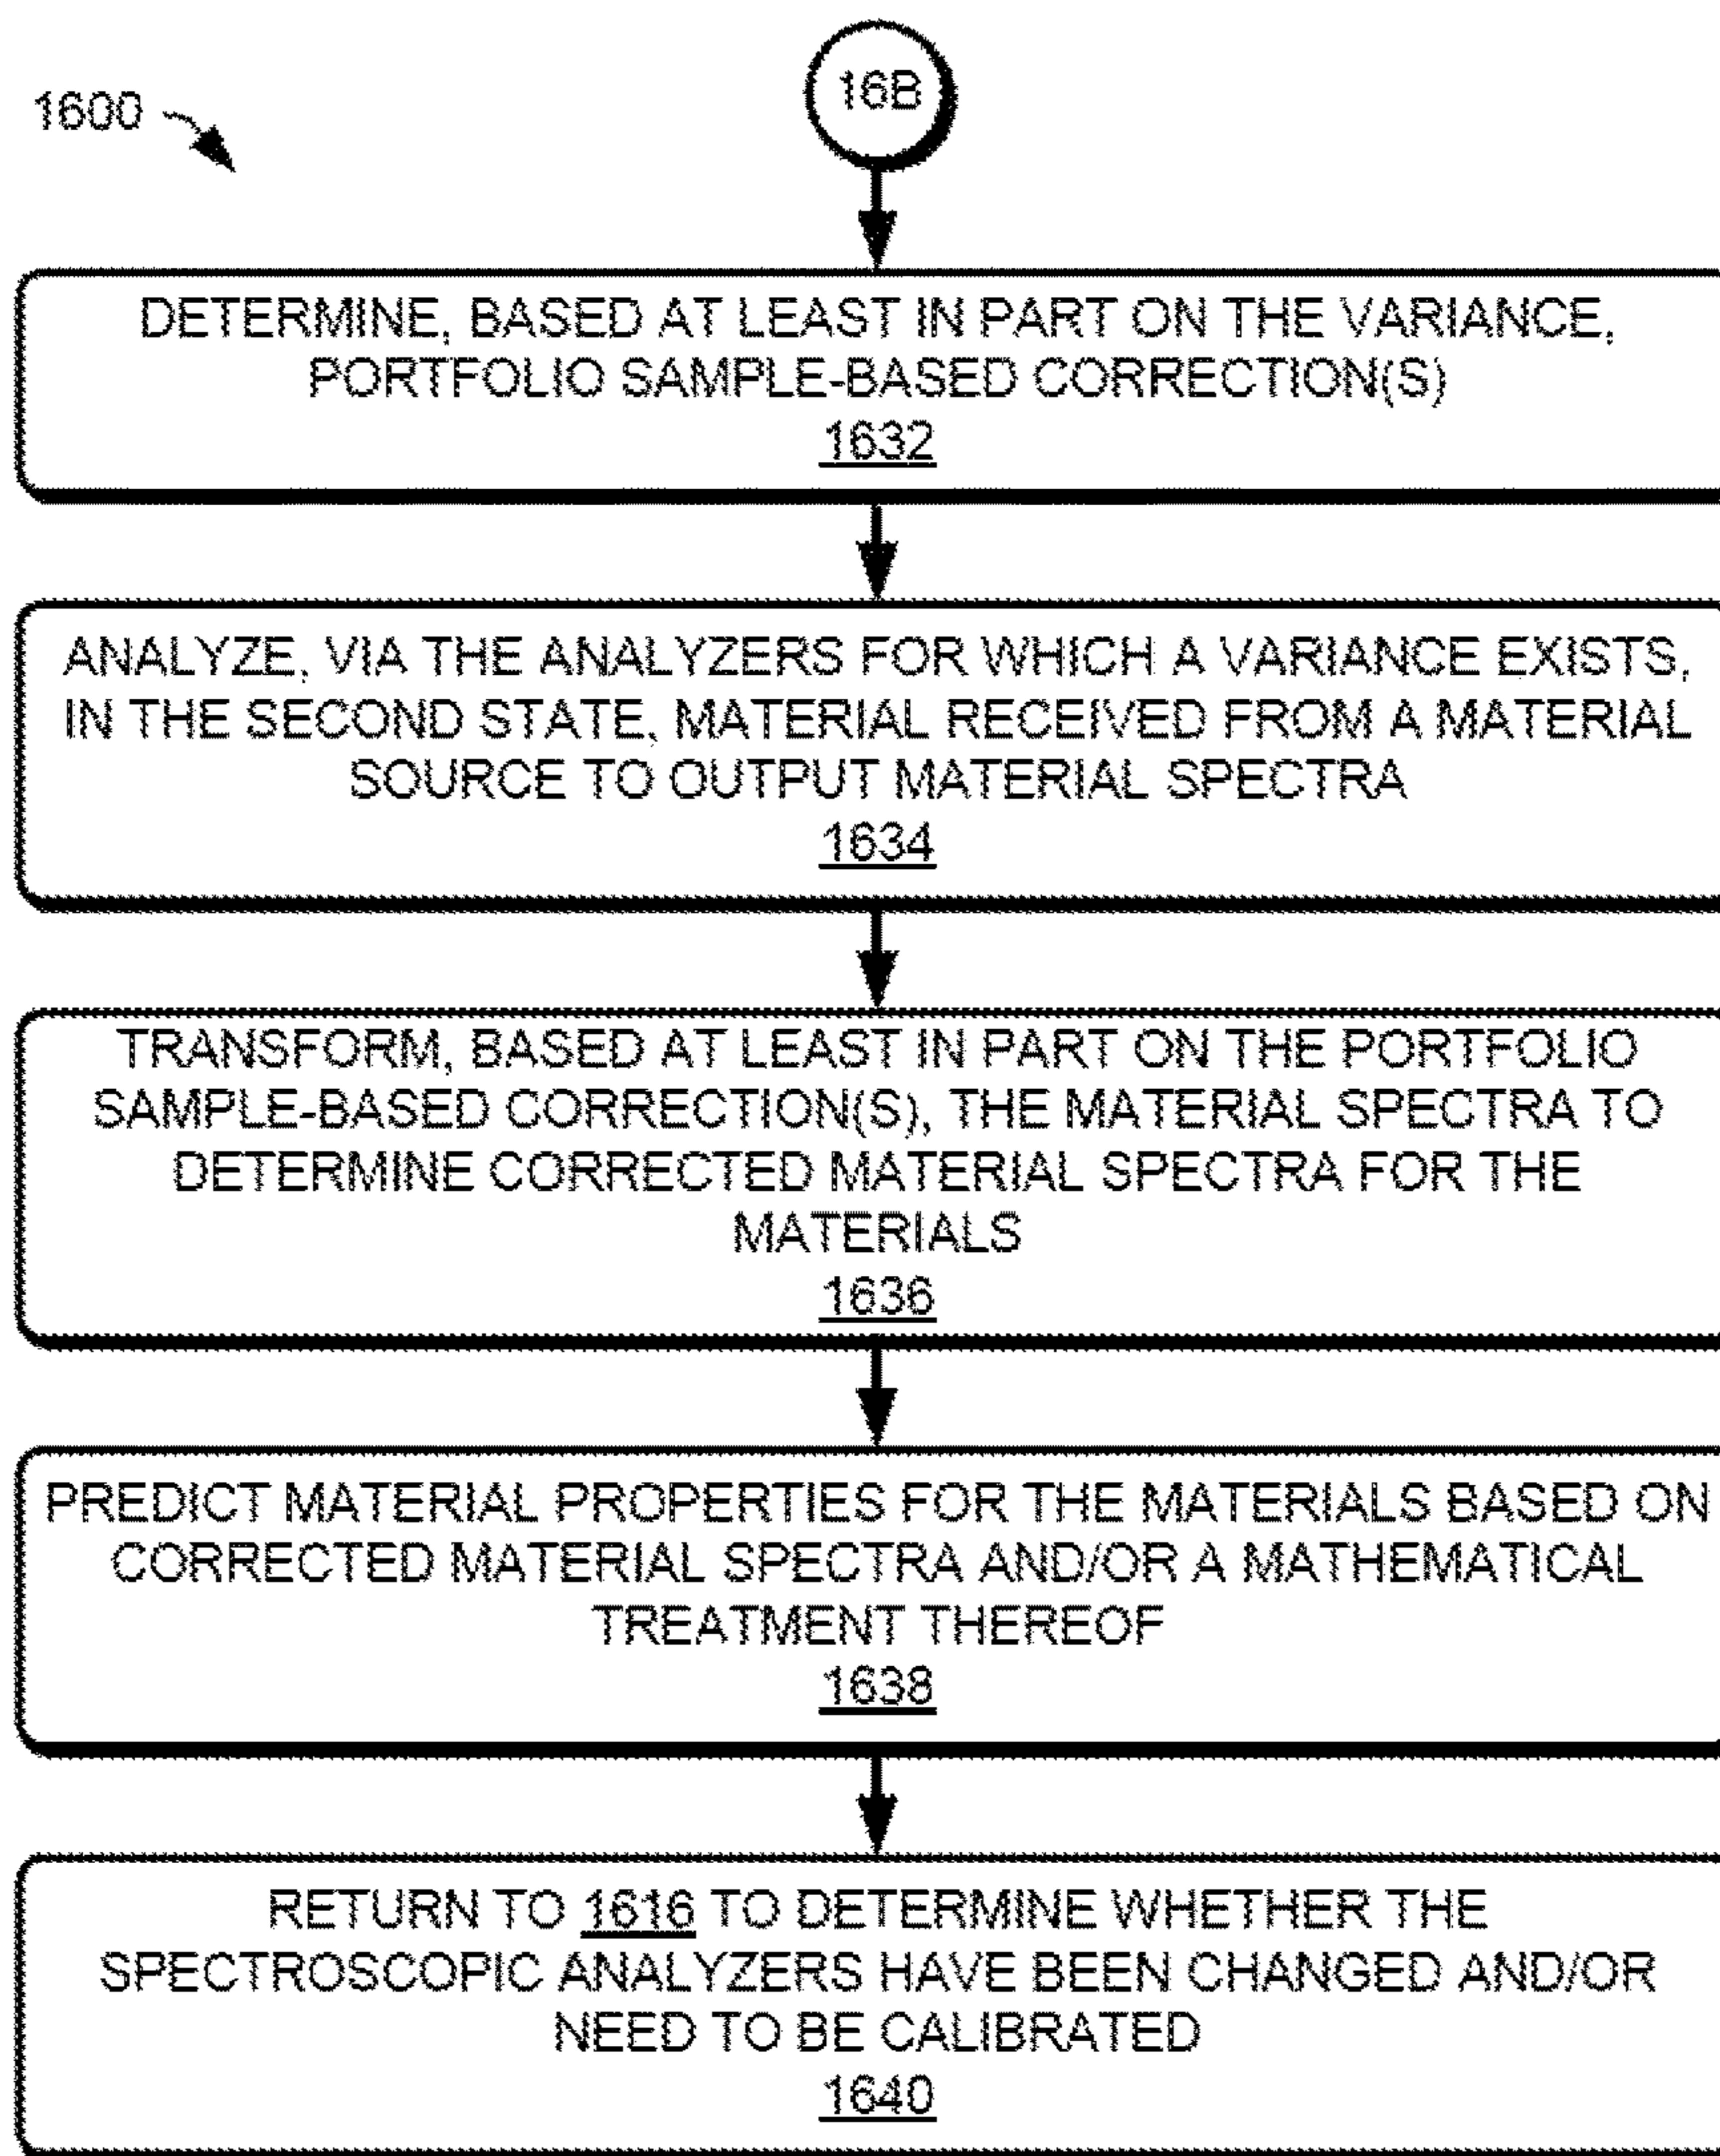 16B
1600
DETERMINE, BASED AT LEAST IN PART ON THE VARIANCE,
PORTFOLIO SAMPLE-BASED CORRECTION(S)
1632
ANALYZE, VIA THE ANALYZERS FOR WHICH A VARIANCE EXISTS,
IN THE SECOND STATE, MATERIAL RECEIVED FROM A MATERIAL
SOURCE TO OUTPUT MATERIAL SPECTRA
1634
TRANSFORM, BASED AT LEAST IN PART ON THE PORTFOLIO
SAMPLE-BASED CORRECTION(S), THE MATERIAL SPECTRA TO
DETERMINE CORRECTED MATERIAL SPECTRA FOR THE
MATERIALS
1636
PREDICT MATERIAL PROPERTIES FOR THE MATERIALS BASED ON
CORRECTED MATERIAL SPECTRA AND/OR A MATHEMATICAL
TREATMENT THEREOF
1638
RETURN TO 1616 TO DETERMINE WHETHER THE
SPECTROSCOPIC ANALYZERS HAVE BEEN CHANGED AND/OR
NEED TO BE CALIBRATED
1640